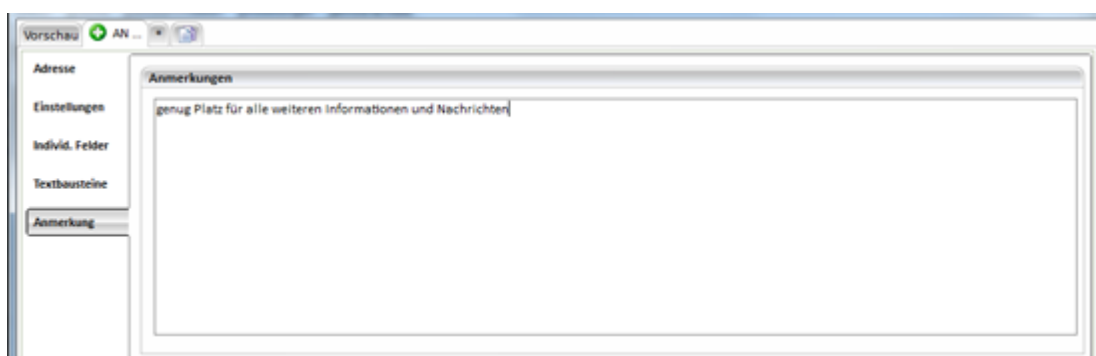 Vorschau AN ... *
Adresse
Anmerkungen
Einstellungen
genug Platz für alle weiteren Informationen und Nachrichten
Individ. Felder
Textbausteine
Anmerkung